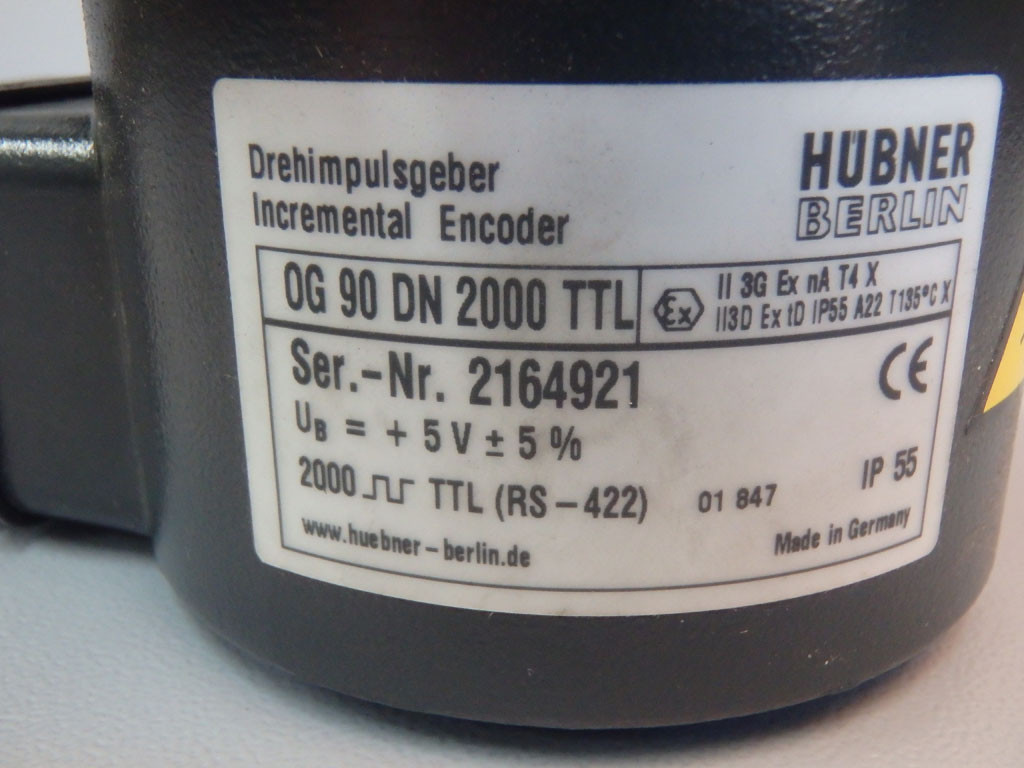 Drehimpulsgeber
Incremental Encoder
HÜBNER
BERLIN
OG 90 DN 2000 TTL
Ex
II 3G Ex nA T4 X
II3D Ex tD IP55 A22 T135°C X
Ser.-Nr. 2164921
CE
UB = + 5 V ± 5 %
2000 TTL (RS-422)
01 847
IP 55
www.huebner-berlin.de
Made in Germany